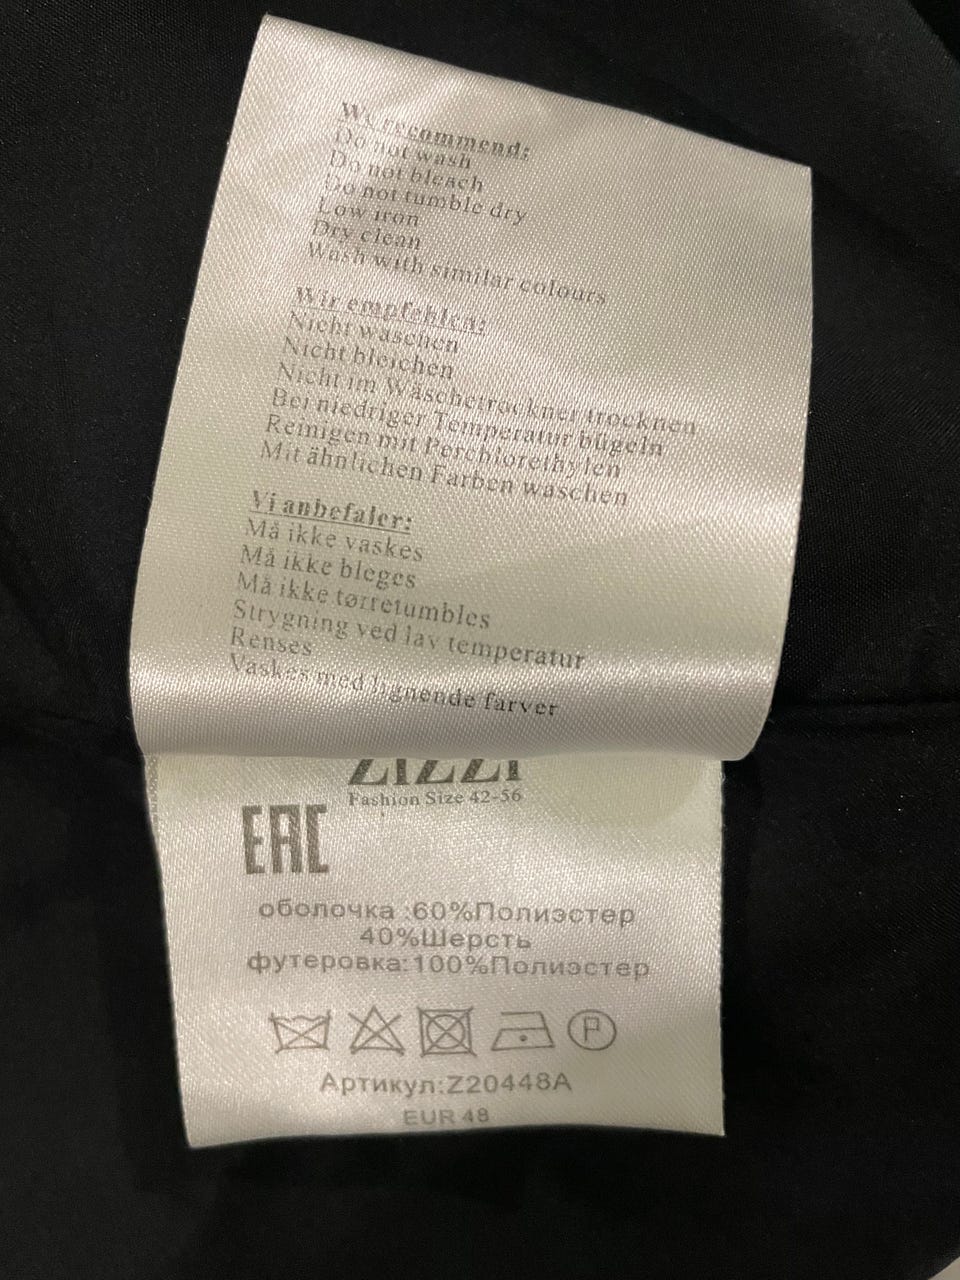 We recommend:
Do not wash
Do not bleach
Do not tumble dry
Low iron
Dry clean
Wash with similar colours
Wir empfehlen:
Nicht waschen
Nicht bleichen
Nicht im Wäschetrockner trocknen
Bei niedriger Temperatur bügeln
Reinigen mit Perchlorethylen
Mit ähnlichen Farben waschen
Vi anbefaler:
Må ikke vaskes
Må ikke bleges
Må ikke tørretumbles
Strygning ved lav temperatur
Renses
Vaskes med lignende farver
ZIZZI
Fashion Size 42-56
EAC
оболочка :60%Полиэстер
40%Шерсть
футеровка:100%Полиэстер
P
Артикул:Z20448A
EUR 48